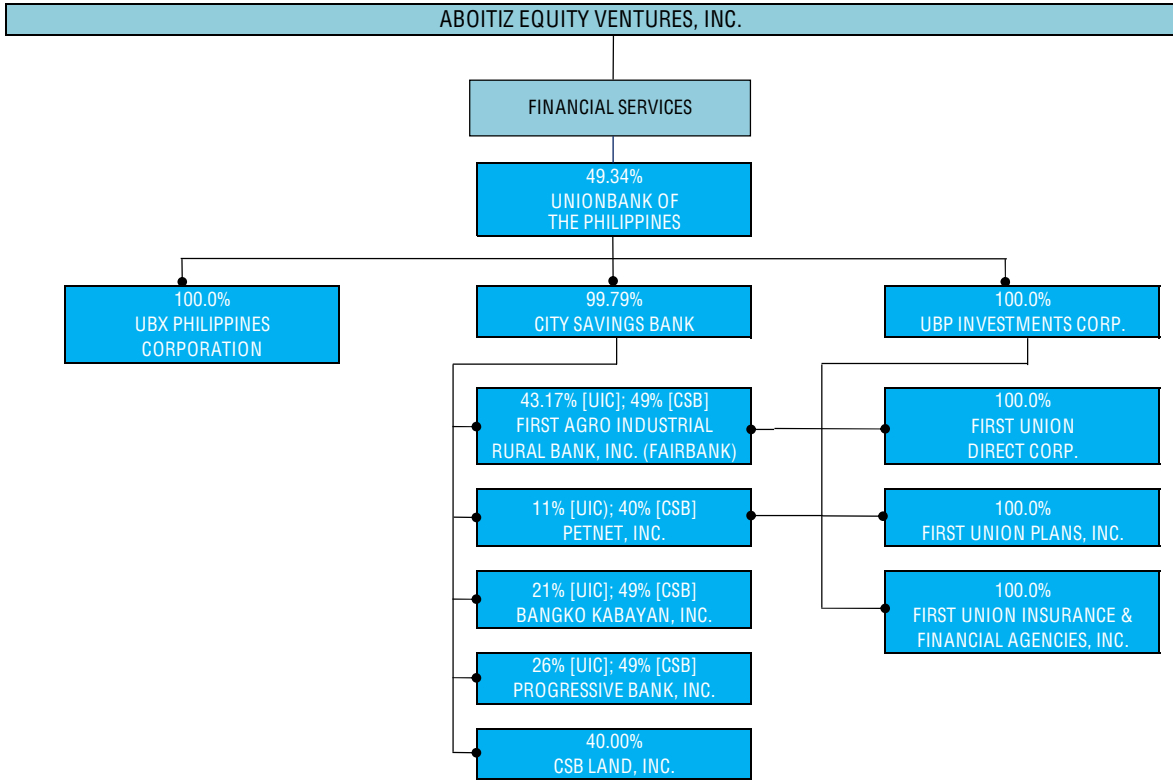 ABOITIZ EQUITY VENTURES, INC.
FINANCIAL SERVICES
49.34%
UNIONBANK OF
THE PHILIPPINES
100.0%
UBX PHILIPPINES
CORPORATION
99.79%
CITY SAVINGS BANK
100.0%
UBP INVESTMENTS CORP.
43.17% [UIC]; 49% [CSB]
FIRST AGRO INDUSTRIAL
RURAL BANK, INC. (FAIRBANK)
100.0%
FIRST UNION
DIRECT CORP.
11% [UIC); 40% [CSB]
PETNET, INC.
100.0%
FIRST UNION PLANS, INC.
21% [UIC]; 49% [CSB]
BANGKO KABAYAN, INC.
100.0%
FIRST UNION INSURANCE &
FINANCIAL AGENCIES, INC.
26% [UIC]; 49% [CSB]
PROGRESSIVE BANK, INC.
40.00%
CSB LAND, INC.